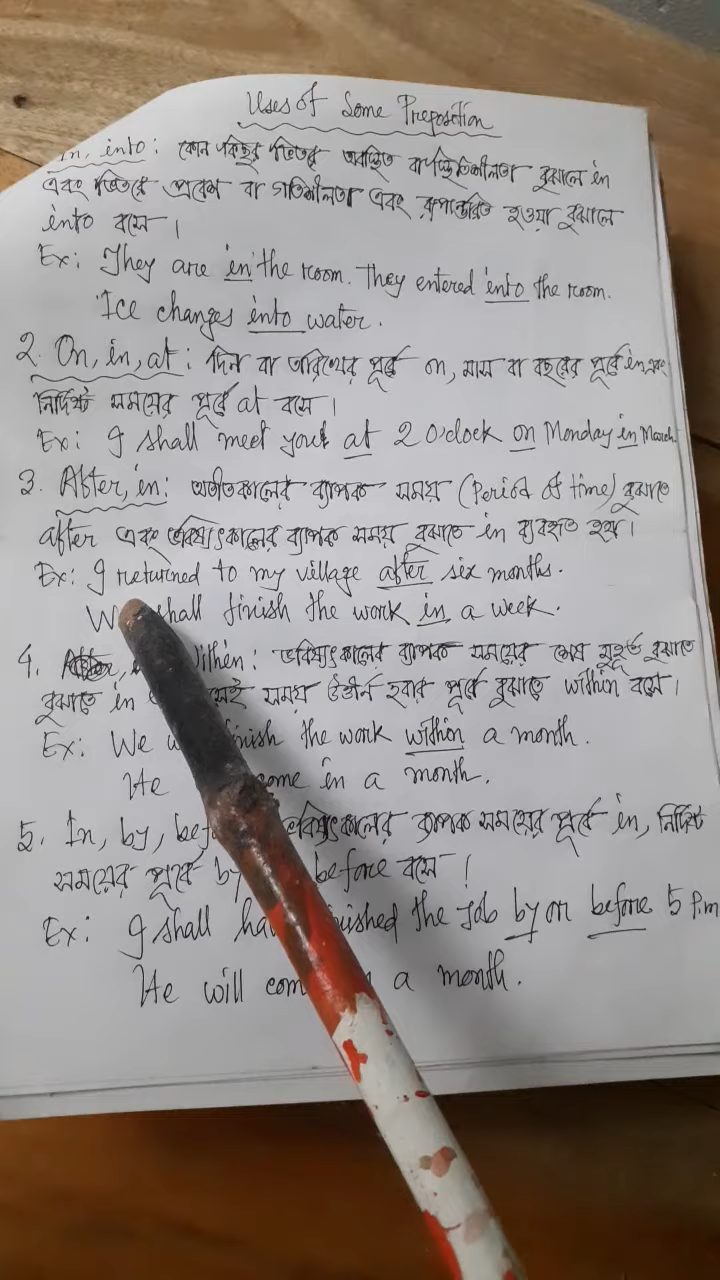 Uses of Some Preposition
In, into: কোন কিছুর ভিতরে অবস্থিত বা স্থিতিশীলতা বুঝালে in
এবং ভিতরে প্রবেশ বা গতিশীলতা এবং রূপান্তরিত হওয়া বুঝালে
into বসে।
Ex: They are in the room. They entered into the room.
Ice changes into water.
2. On, in, at: দিন বা তারিখের পূর্বে on, মাস বা বছরের পূর্বে in এবং
নির্দিষ্ট সময়ের পূর্বে at বসে।
Ex: I shall meet you at 2 O'clock on Monday in March
3. After, in: অতীতকালের ব্যাপক সময় (Period of time) বুঝাতে
after এবং ভবিষ্যৎকালের ব্যাপক সময় বুঝাতে in ব্যবহৃত হয়।
Ex: I returned to my village after six months.
shall finish the work in a week.
4. ভবিষ্যৎকালের ব্যাপক সময়ের শেষ মুহূর্ত বুঝাতে
বুঝাতে in সময় উত্তীর্ন হবার পূর্বে বুঝাতে within বসে।
Ex: We finish the work within a month.
He come in a month.
5. In, by, ভবিষ্যৎকালের ব্যাপক সময়ের পূর্বে in, নির্দিষ্ট
সময়ের পূর্বে by before বসে।
Ex: I shall the job by or before 5 P.m
He will a month.